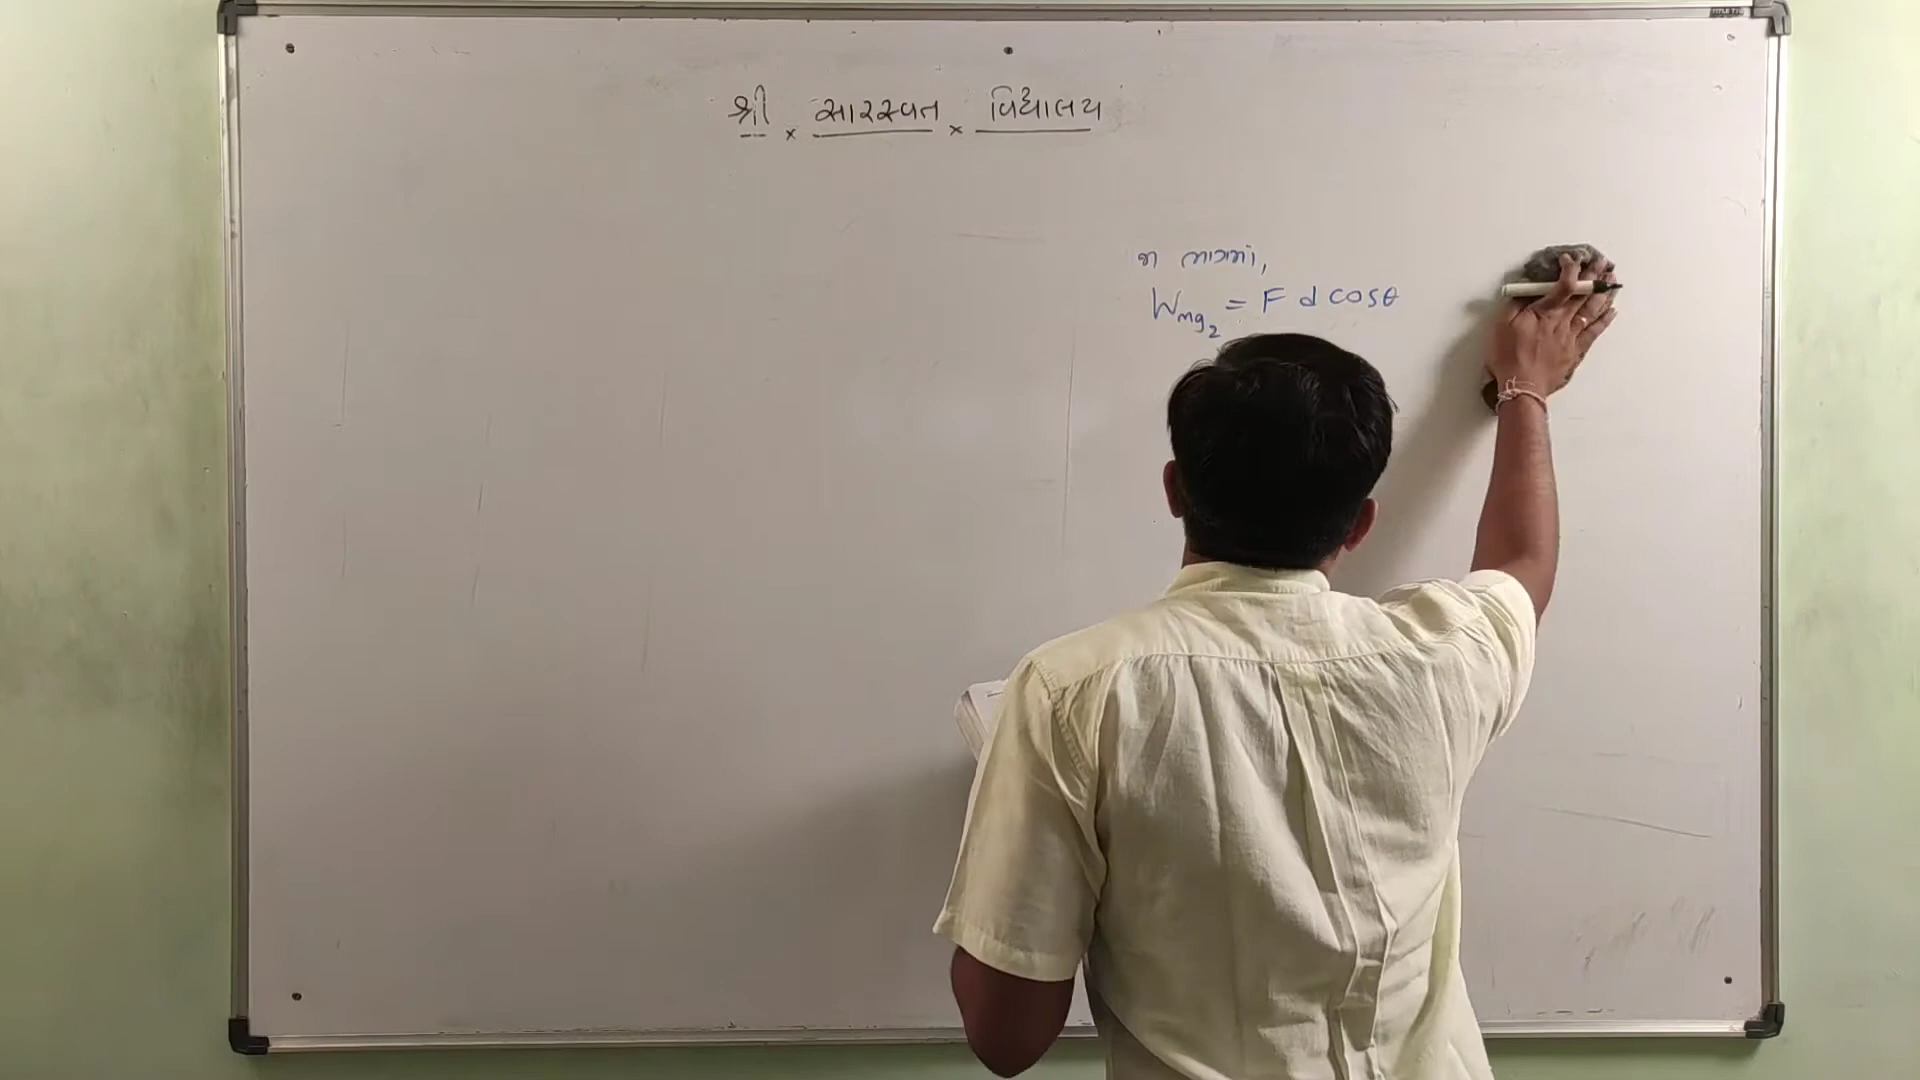 શ્રી × સારસ્વત × વિદ્યાલય
જ ભાગમાં,
W_mg₂ = F d cosθ